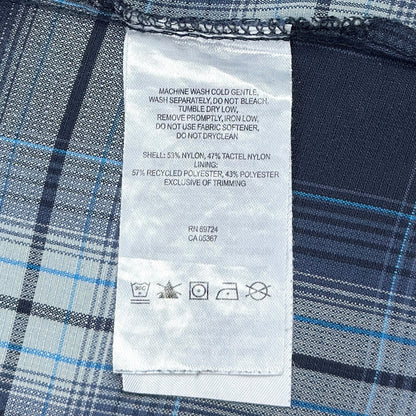 MACHINE WASH COLD GENTLE,
WASH SEPARATELY, DO NOT BLEACH,
TUMBLE DRY LOW,
REMOVE PROMPTLY, IRON LOW,
DO NOT USE FABRIC SOFTENER,
DO NOT DRYCLEAN
SHELL: 53% NYLON, 47% TACTEL NYLON
LINING:
57% RECYCLED POLYESTER, 43% POLYESTER
EXCLUSIVE OF TRIMMING
RN 69724
CA 05367